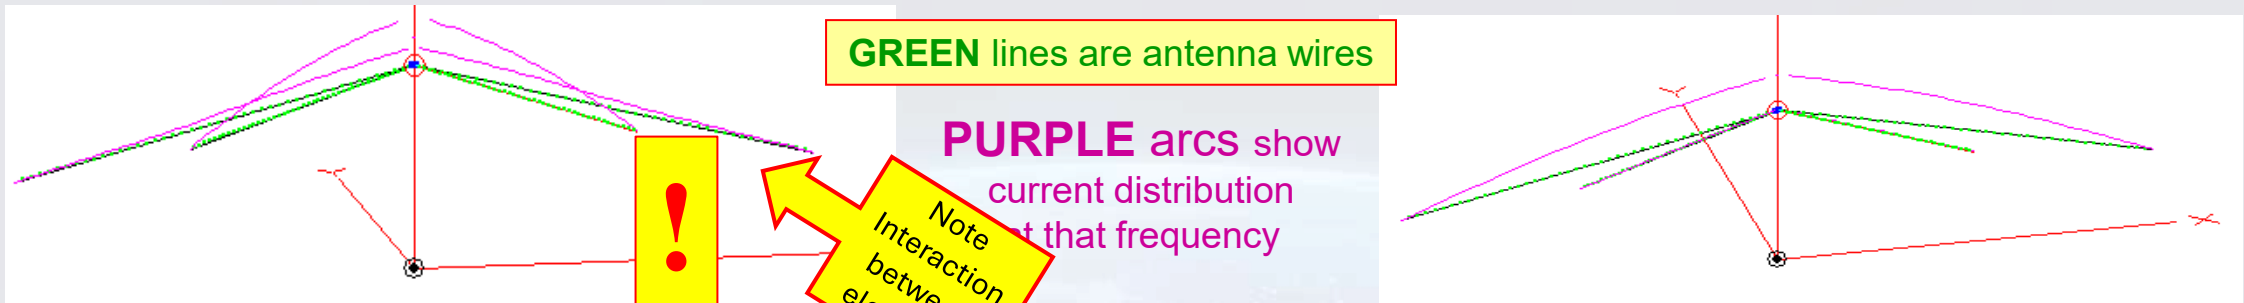 GREEN lines are antenna wires
PURPLE arcs show
current distribution
that frequency
!
Note
Interaction
Y
X